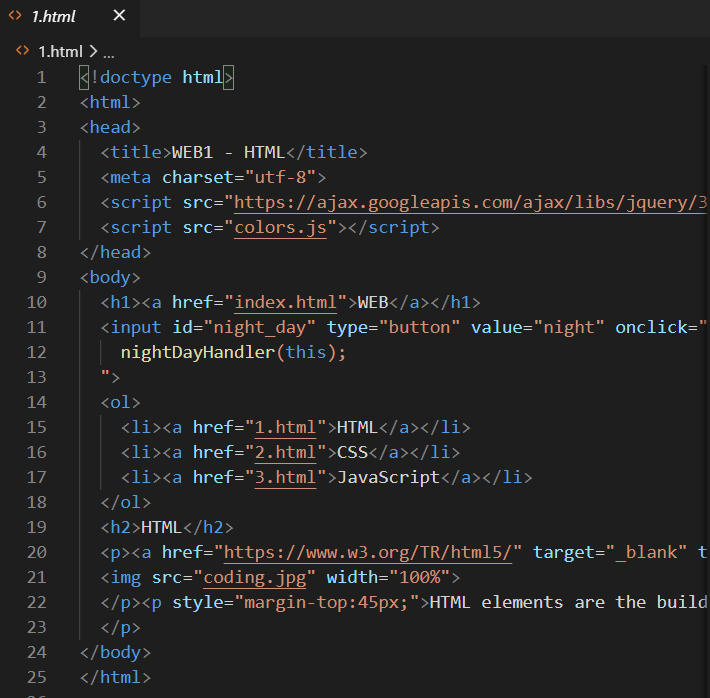 1.html
1.html > ...
1 <!doctype html>
2 <html>
3 <head>
4 <title>WEB1 - HTML</title>
5 <meta charset="utf-8">
6 <script src="https://ajax.googleapis.com/ajax/libs/jquery/3
7 <script src="colors.js"></script>
8 </head>
9 <body>
10 <h1><a href="index.html">WEB</a></h1>
11 <input id="night_day" type="button" value="night" onclick="
12 nightDayHandler(this);
13 ">
14 <ol>
15 <li><a href="1.html">HTML</a></li>
16 <li><a href="2.html">CSS</a></li>
17 <li><a href="3.html">JavaScript</a></li>
18 </ol>
19 <h2>HTML</h2>
20 <p><a href="https://www.w3.org/TR/html5/" target="_blank" t
21 <img src="coding.jpg" width="100%">
22 </p><p style="margin-top:45px;">HTML elements are the build
23 </p>
24 </body>
25 </html>